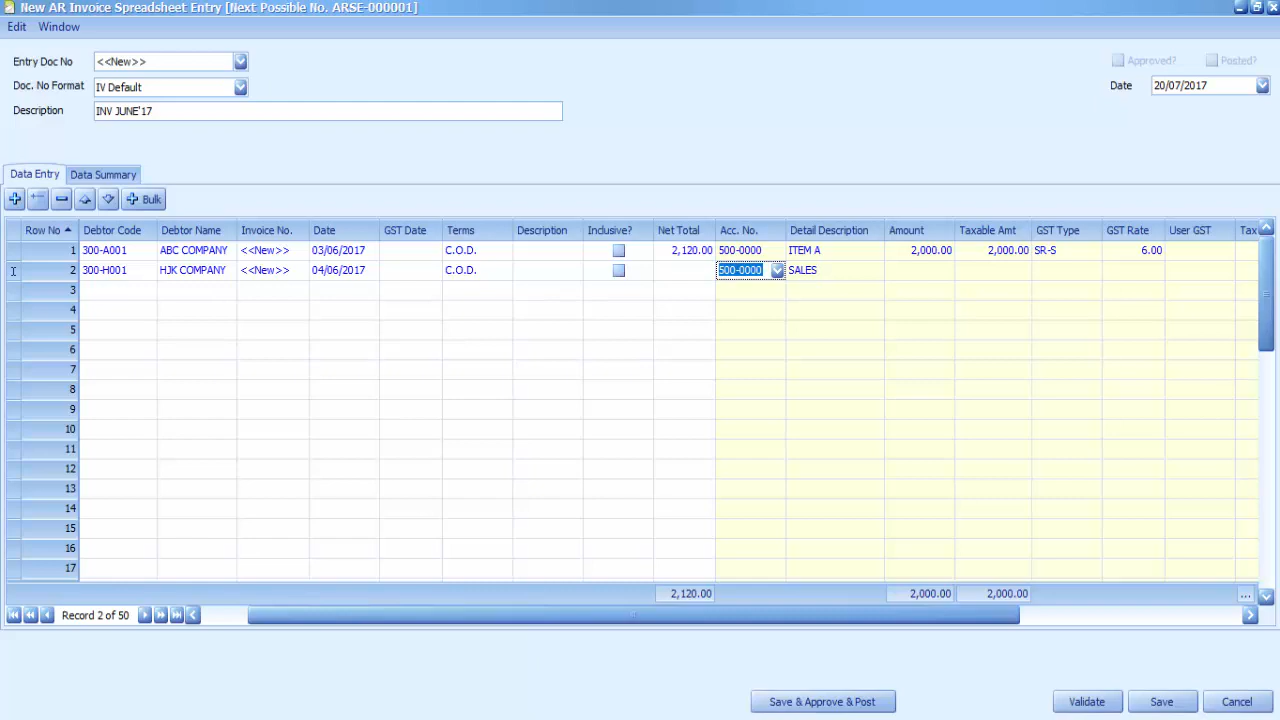 New AR Invoice Spreadsheet Entry [Next Possible No. ARSE-000001]
Edit Window
Entry Doc No <<New>> Approved? Posted?
Doc. No Format IV Default Date 20/07/2017
Description INV JUNE'17
Data Entry Data Summary
Bulk
Row No Debtor Code Debtor Name Invoice No. Date GST Date Terms Description Inclusive? Net Total Acc. No. Detail Description Amount Taxable Amt GST Type GST Rate User GST Tax
1 300-A001 ABC COMPANY <<New>> 03/06/2017 C.O.D. 2,120.00 500-0000 ITEM A 2,000.00 2,000.00 SR-S 6.00
2 300-H001 HJK COMPANY <<New>> 04/06/2017 C.O.D. 500-0000 SALES
3
4
5
6
7
8
9
10
11
12
13
14
15
16
17
2,120.00 2,000.00 2,000.00 ...
Record 2 of 50
Save & Approve & Post Validate Save Cancel